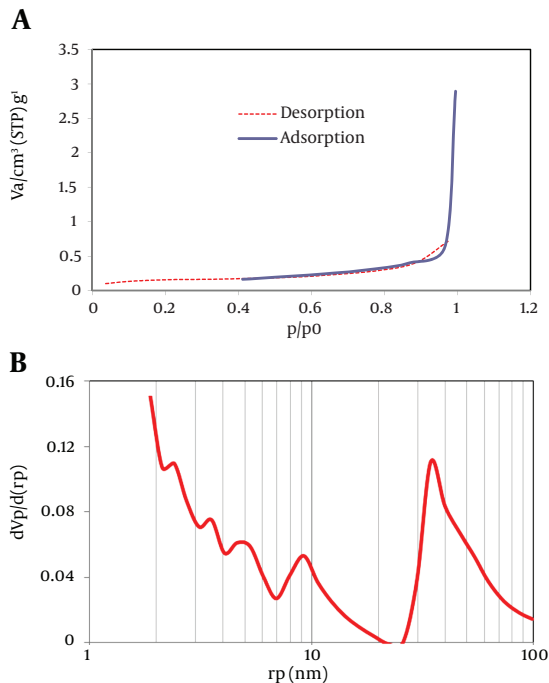 A
3.5
3
2.5
2
1.5
1
0.5
0
Va/cm³ (STP) g¹
Desorption
Adsorption
0 0.2 0.4 0.6 0.8 1 1.2
p/p0
B
0.16
0.12
0.08
0.04
0
dVp/d(rp)
1 10 100
rp (nm)